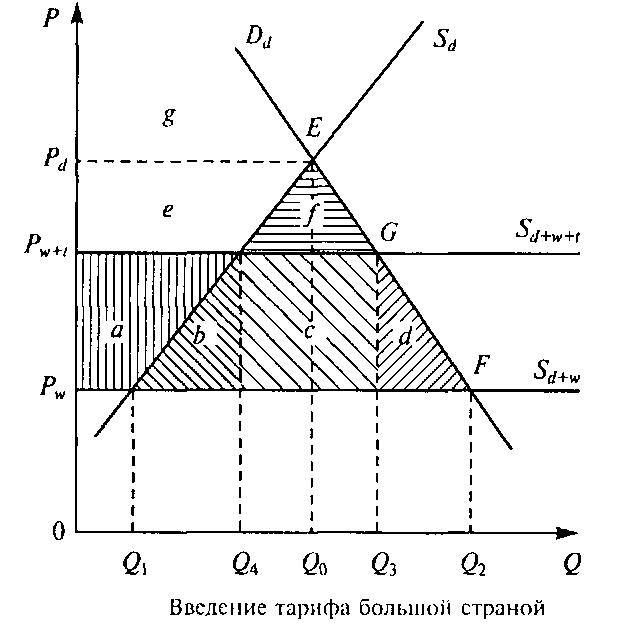 P
D_d
S_d
g
E
P_d
e
f
G
S_{d+w+t}
P_{w+t}
a
b
c
d
F
S_{d+w}
P_w
0
Q_1
Q_4
Q_0
Q_3
Q_2
Q
Введение тарифа большой страной